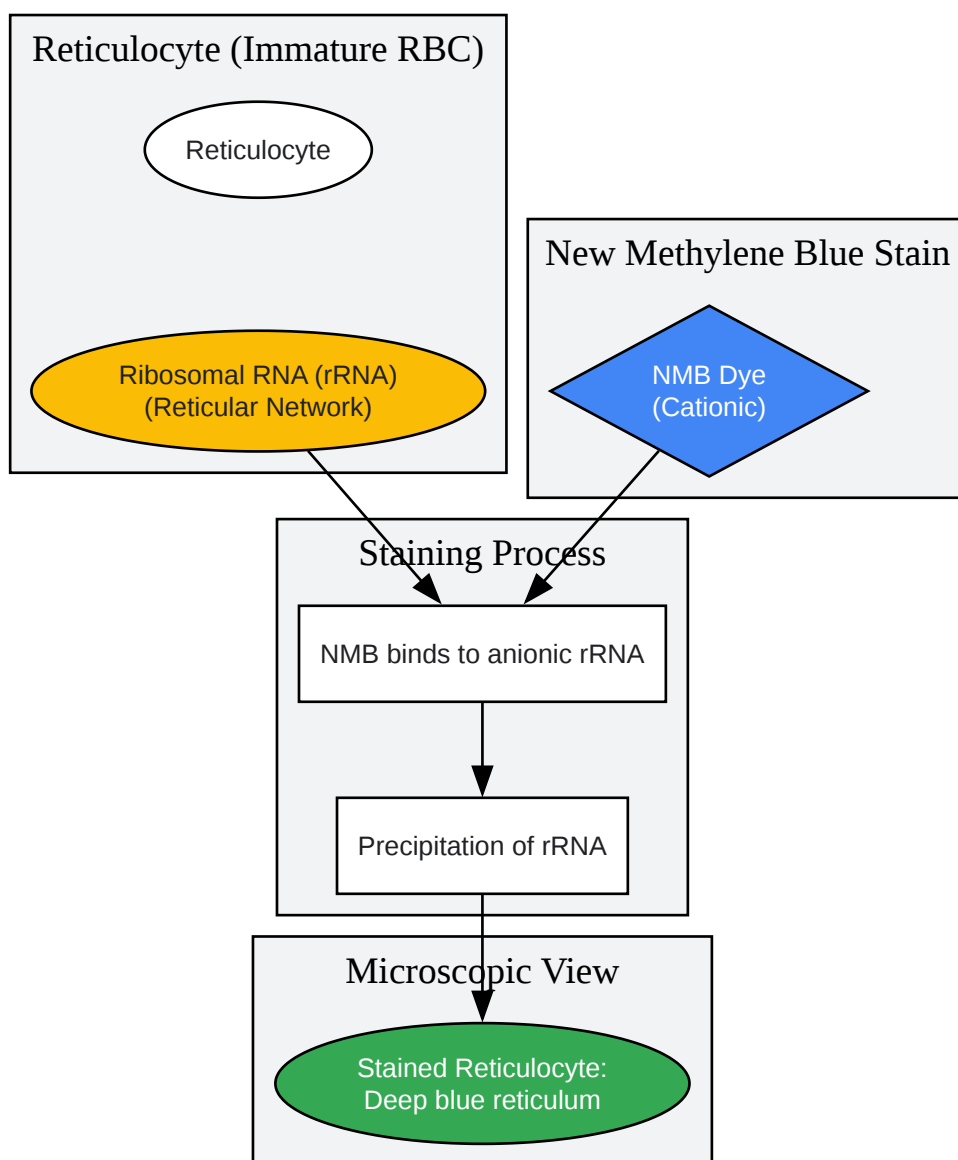 Reticulocyte (Immature RBC)
Reticulocyte
Ribosomal RNA (rRNA)
(Reticular Network)
New Methylene Blue Stain
NMB Dye
(Cationic)
Staining Process
NMB binds to anionic rRNA
Precipitation of rRNA
Microscopic View
Stained Reticulocyte:
Deep blue reticulum